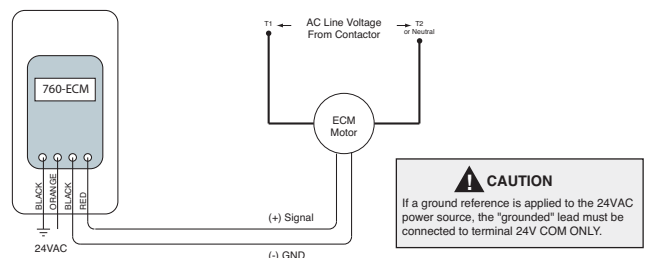 T1
AC Line Voltage
From Contactor
T2
or Neutral
760-ECM
ECM
Motor
BLACK
ORANGE
BLACK
RED
24VAC
(+) Signal
(-) GND
! CAUTION
If a ground reference is applied to the 24VAC
power source, the "grounded" lead must be
connected to terminal 24V COM ONLY.